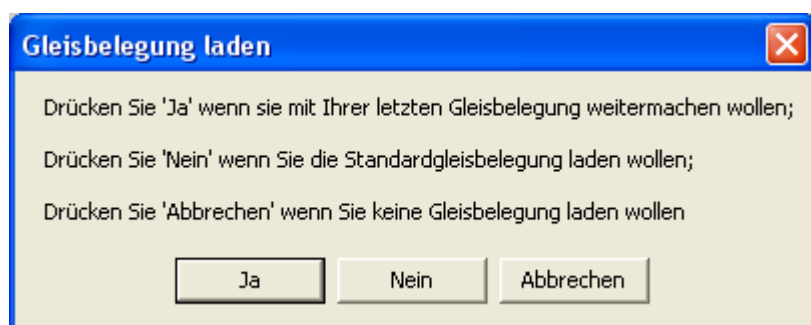 Gleisbelegung laden
Drücken Sie 'Ja' wenn sie mit Ihrer letzten Gleisbelegung weitermachen wollen;
Drücken Sie 'Nein' wenn Sie die Standardgleisbelegung laden wollen;
Drücken Sie 'Abbrechen' wenn Sie keine Gleisbelegung laden wollen
Ja Nein Abbrechen